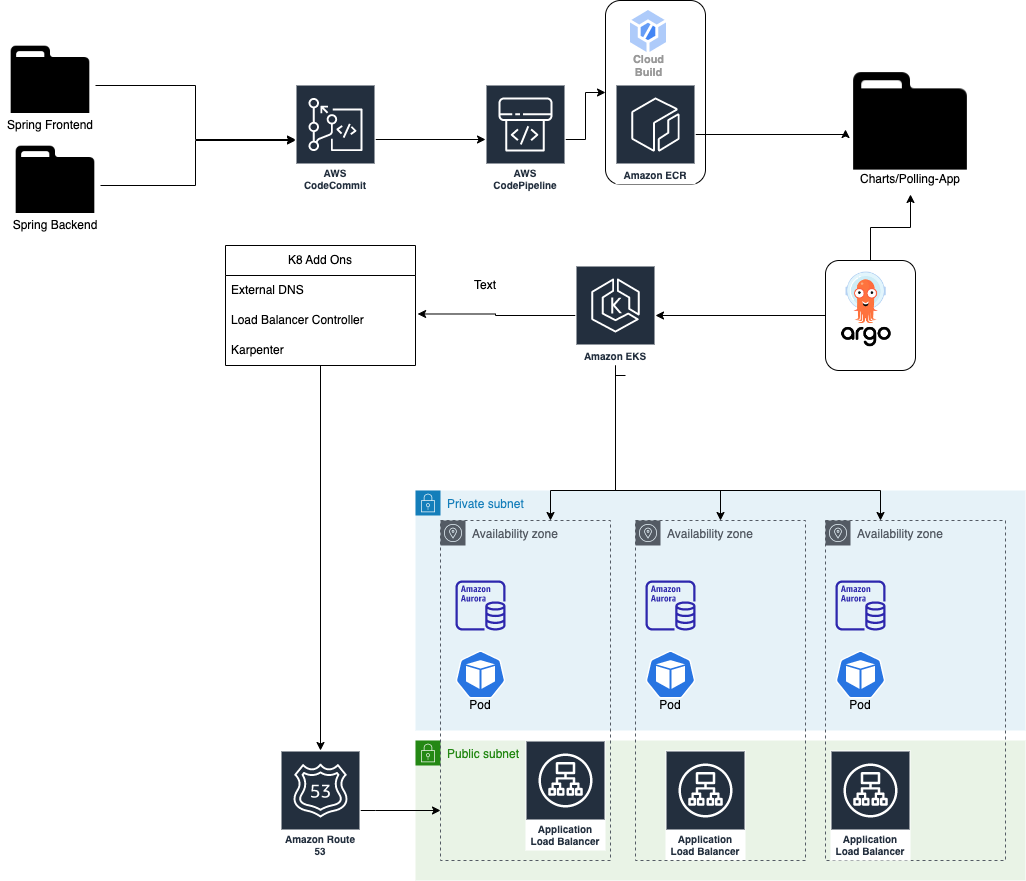 Cloud
Build
Spring Frontend
Spring Backend
AWS
CodeCommit
AWS
CodePipeline
Amazon ECR
Charts/Polling-App
K8 Add Ons
External DNS
Load Balancer Controller
Karpenter
Text
K
Amazon EKS
argo
Private subnet
Availability zone
Availability zone
Availability zone
Amazon
Aurora
Amazon
Aurora
Amazon
Aurora
Pod
Pod
Pod
Public subnet
53
Amazon Route
53
Application
Load Balancer
Application
Load Balancer
Application
Load Balancer